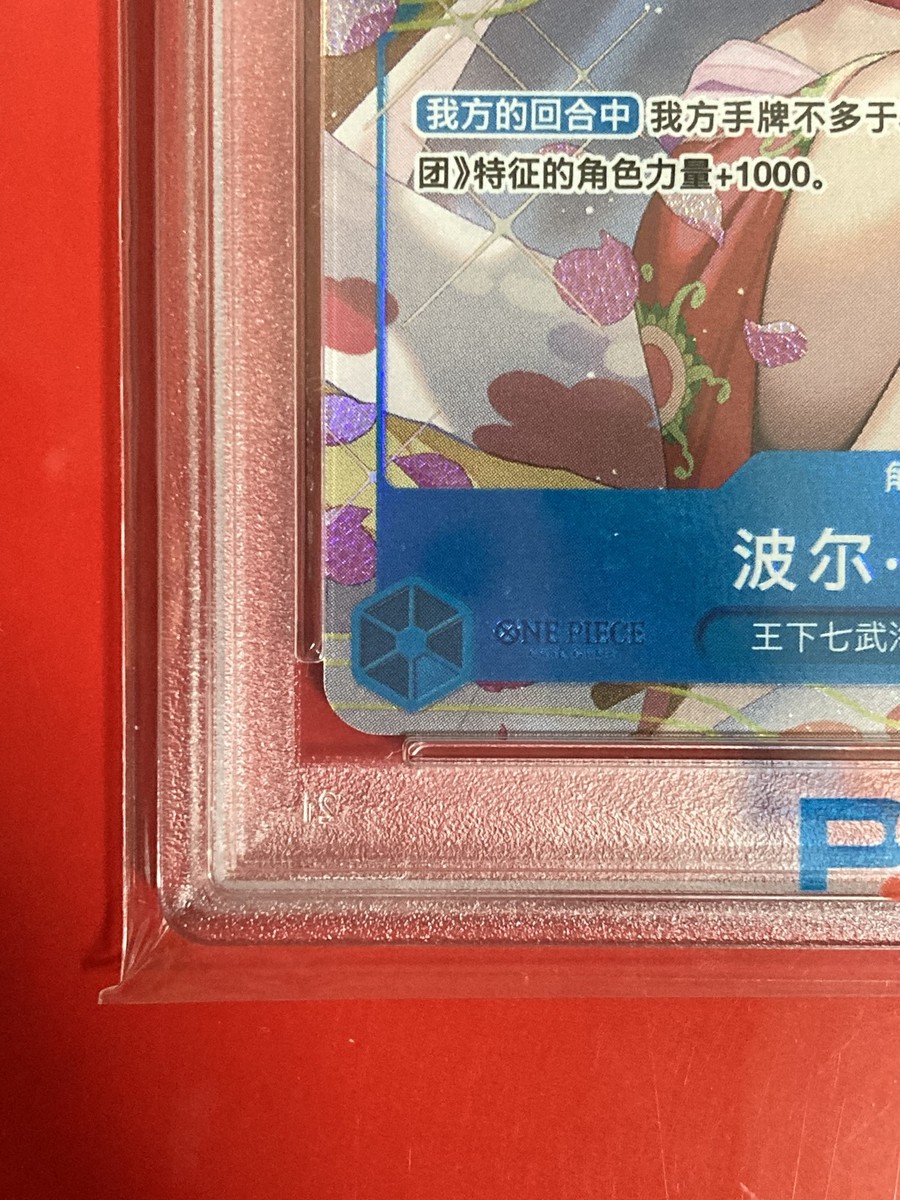 我方的回合中 我方手牌不多于
团》特征的角色力量+1000。
波尔·
王下七武
ONE PIECE
21
P